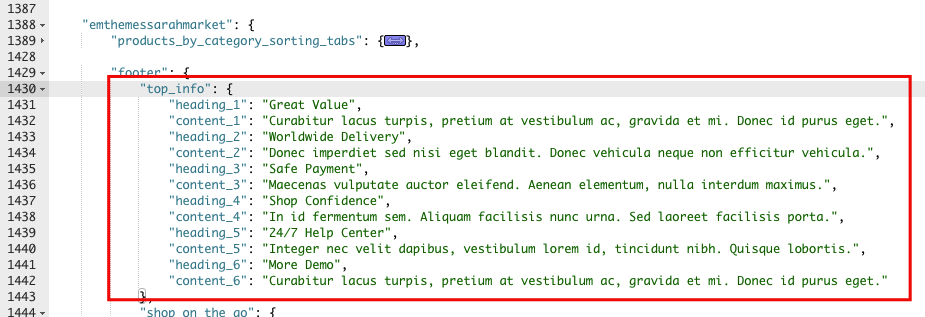 1387
1388 "emthemessarahmarket": {
1389 "products_by_category_sorting_tabs": {<...>},
1428
1429 "footer": {
1430 "top_info": {
1431 "heading_1": "Great Value",
1432 "content_1": "Curabitur lacus turpis, pretium at vestibulum ac, gravida et mi. Donec id purus eget.",
1433 "heading_2": "Worldwide Delivery",
1434 "content_2": "Donec imperdiet sed nisi eget blandit. Donec vehicula neque non efficitur vehicula.",
1435 "heading_3": "Safe Payment",
1436 "content_3": "Maecenas vulputate auctor eleifend. Aenean elementum, nulla interdum maximus.",
1437 "heading_4": "Shop Confidence",
1438 "content_4": "In id fermentum sem. Aliquam facilisis nunc urna. Sed laoreet facilisis porta.",
1439 "heading_5": "24/7 Help Center",
1440 "content_5": "Integer nec velit dapibus, vestibulum lorem id, tincidunt nibh. Quisque lobortis.",
1441 "heading_6": "More Demo",
1442 "content_6": "Curabitur lacus turpis, pretium at vestibulum ac, gravida et mi. Donec id purus eget."
1443 },
1444 "shop_on_the_go": {